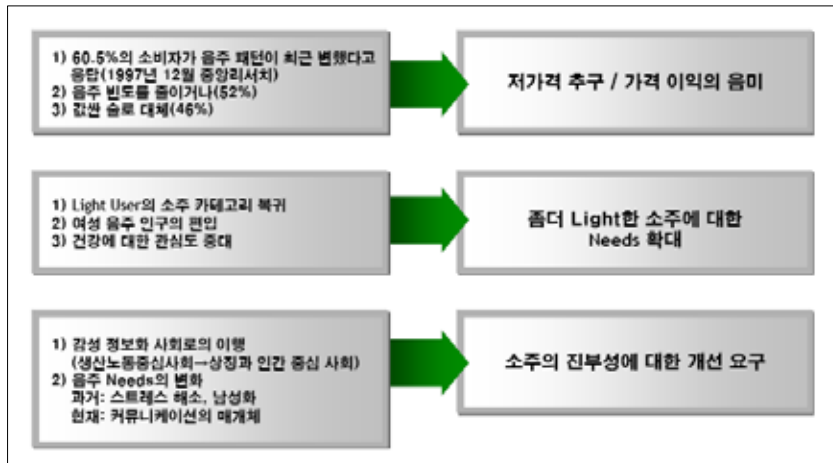 1) 60.5%의 소비자가 음주 패턴이 최근 변했다고
응답(1997년 12월 중앙리서치)
2) 음주 빈도를 줄이거나(52%)
3) 값싼 술로 대체(46%)
저가격 추구 / 가격 이익의 음미
1) Light User의 소주 카테고리 복귀
2) 여성 음주 인구의 편입
3) 건강에 대한 관심도 증대
좀더 Light한 소주에 대한
Needs 확대
1) 감성 정보화 사회로의 이행
(생산노동중심사회→상징과 인간 중심 사회)
2) 음주 Needs의 변화
과거: 스트레스 해소, 남성화
현재: 커뮤니케이션의 매개체
소주의 진부성에 대한 개선 요구